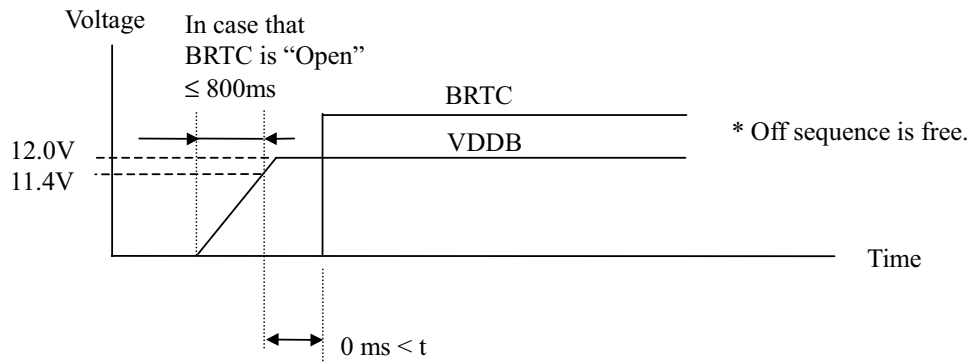 Voltage
In case that
BRTC is “Open”
≤ 800ms
BRTC
VDDB
* Off sequence is free.
12.0V
11.4V
Time
0 ms < t